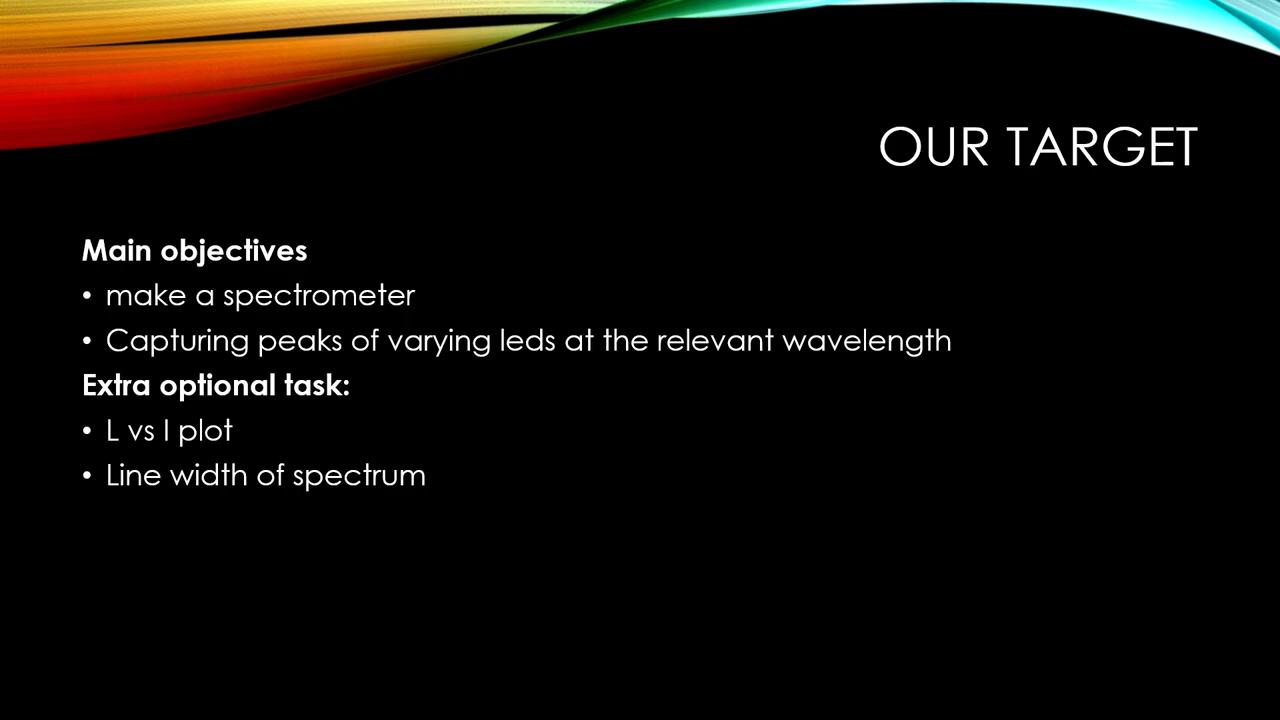 OUR TARGET
Main objectives
• make a spectrometer
• Capturing peaks of varying leds at the relevant wavelength
Extra optional task:
• L vs I plot
• Line width of spectrum